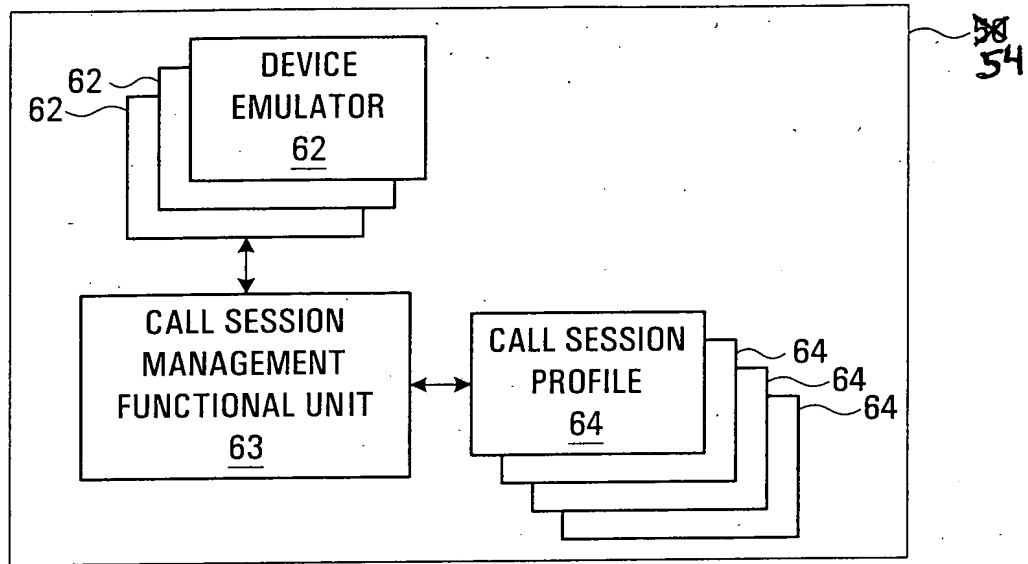 DEVICE
EMULATOR
62
62
62
54
CALL SESSION
MANAGEMENT
FUNCTIONAL UNIT
63
CALL SESSION
PROFILE
64
64
64
64